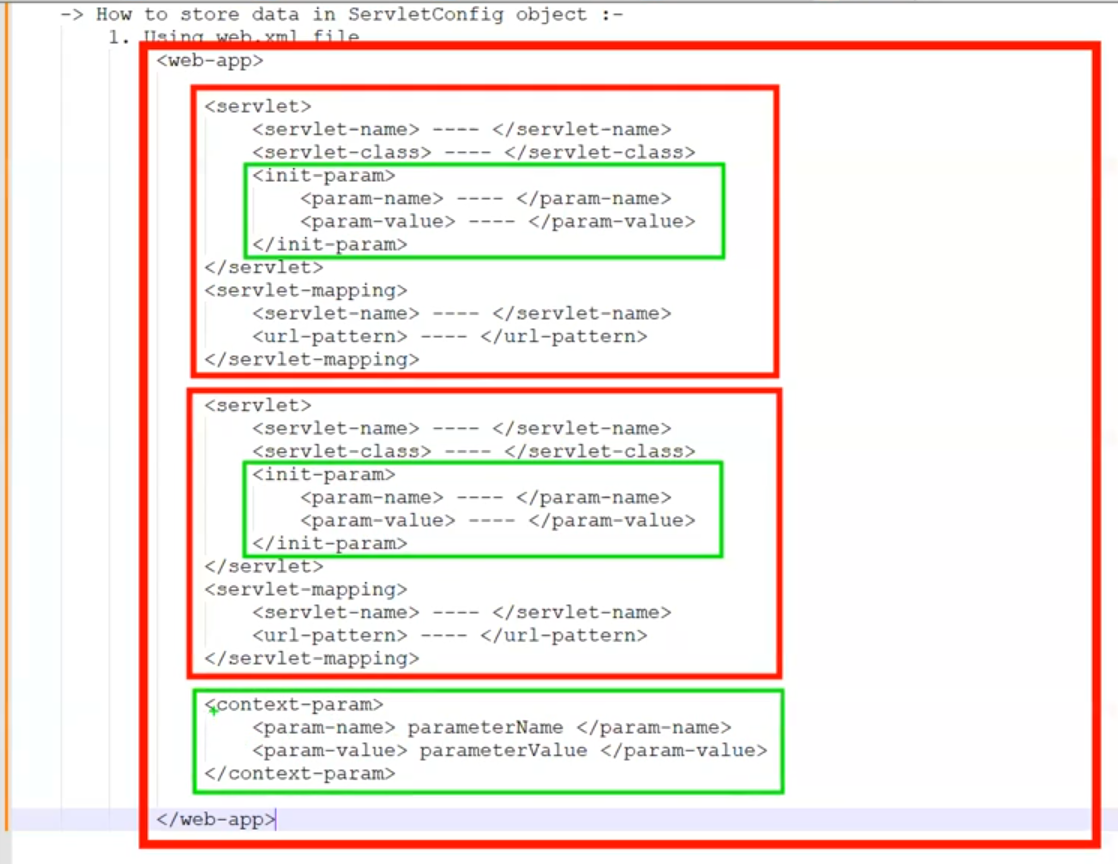 -> How to store data in ServletConfig object :-
1. Using web.xml file
<web-app>
<servlet>
<servlet-name> ---- </servlet-name>
<servlet-class> ---- </servlet-class>
<init-param>
<param-name> ---- </param-name>
<param-value> ---- </param-value>
</init-param>
</servlet>
<servlet-mapping>
<servlet-name> ---- </servlet-name>
<url-pattern> ---- </url-pattern>
</servlet-mapping>
<servlet>
<servlet-name> ---- </servlet-name>
<servlet-class> ---- </servlet-class>
<init-param>
<param-name> ---- </param-name>
<param-value> ---- </param-value>
</init-param>
</servlet>
<servlet-mapping>
<servlet-name> ---- </servlet-name>
<url-pattern> ---- </url-pattern>
</servlet-mapping>
<context-param>
<param-name> parameterName </param-name>
<param-value> parameterValue </param-value>
</context-param>
</web-app>